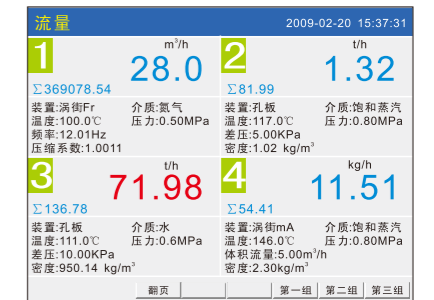 流量 2009-02-20 15:37:31
1 m³/h
28.0
Σ369078.54
装置:涡街Fr 介质:氮气
温度:100.0℃ 压力:0.50MPa
频率:12.01Hz
压缩系数:1.0011
2 t/h
1.32
Σ81.99
装置:孔板 介质:饱和蒸汽
温度:117.0℃ 压力:0.80MPa
差压:5.00KPa
密度:1.02 kg/m³
3 t/h
71.98
Σ136.78
装置:孔板 介质:水
温度:111.0℃ 压力:0.6MPa
差压:10.00KPa
密度:950.14 kg/m³
4 kg/h
11.51
Σ54.41
装置:涡街mA 介质:饱和蒸汽
温度:146.0℃ 压力:0.80MPa
体积流量:5.00m³/h
密度:2.30kg/m³
翻页 第一组 第二组 第三组